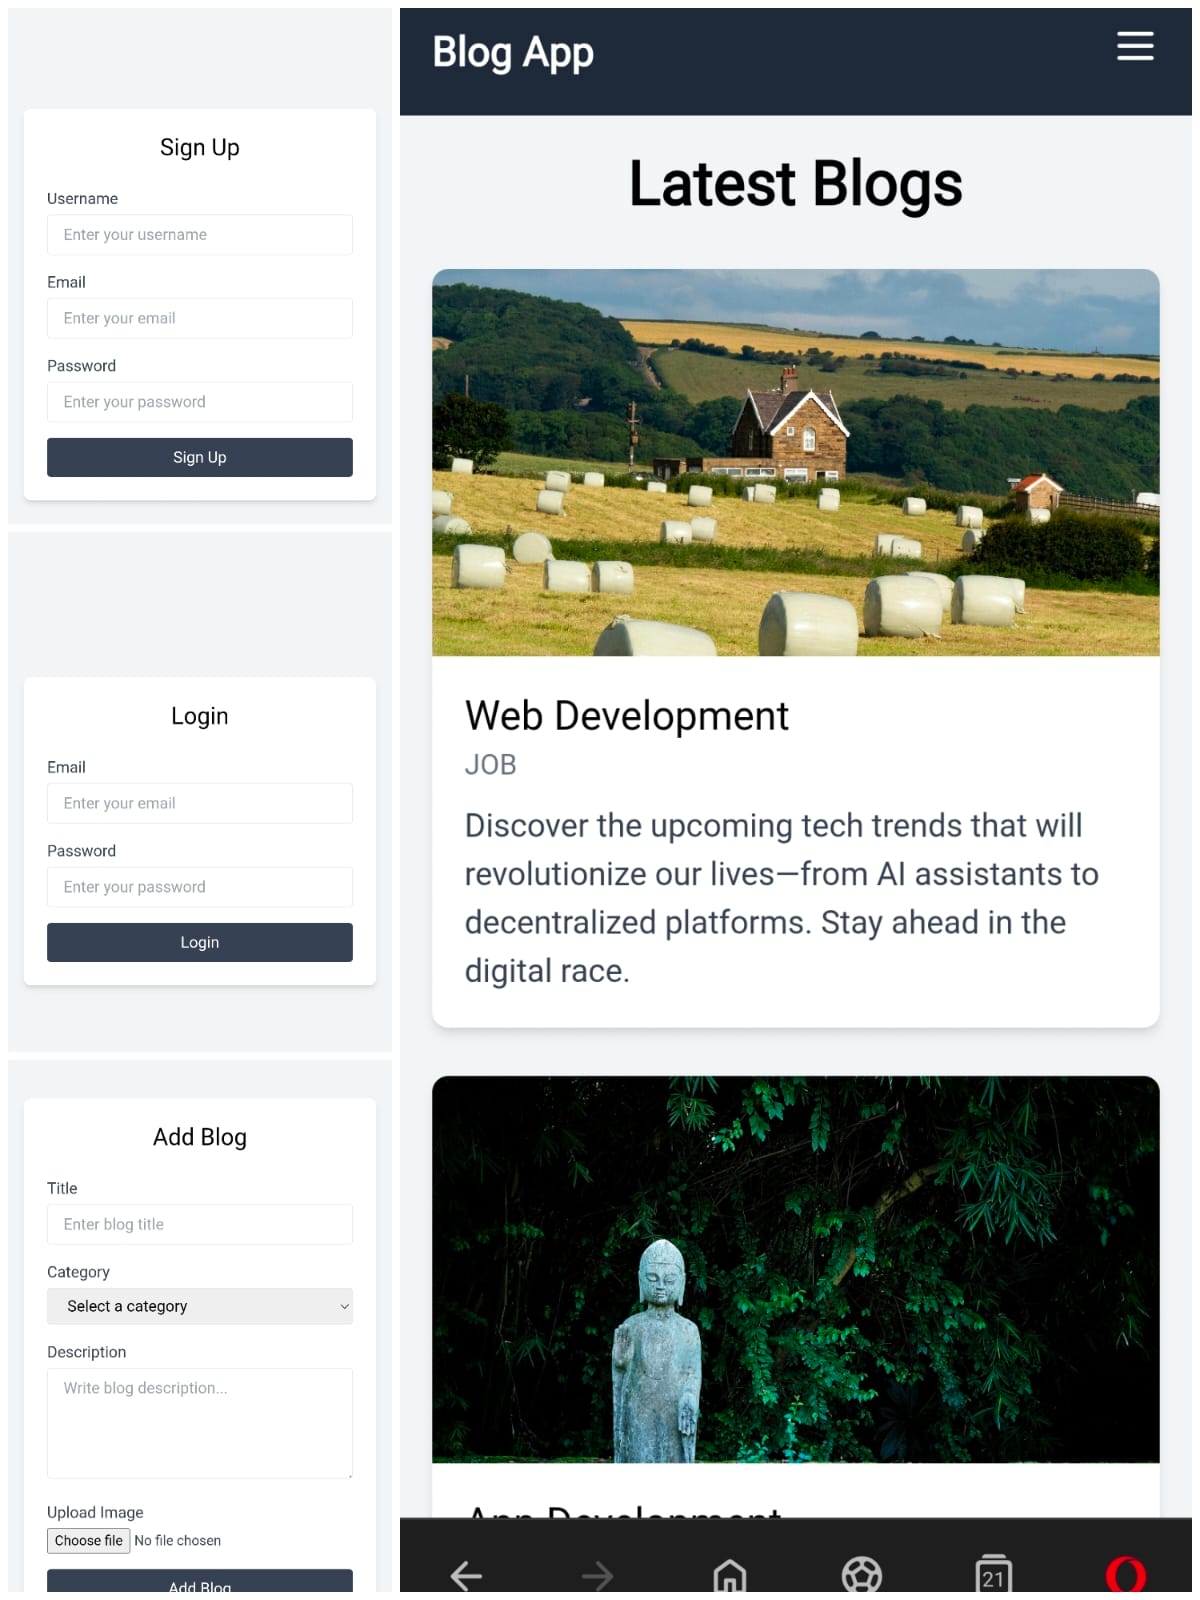 Sign Up
Username
Enter your username
Email
Enter your email
Password
Enter your password
Sign Up
Login
Email
Enter your email
Password
Enter your password
Login
Add Blog
Title
Enter blog title
Category
Select a category
Description
Write blog description...
Upload Image
Choose file No file chosen
Add Blog
Blog App
Latest Blogs
Web Development
JOB
Discover the upcoming tech trends that will
revolutionize our lives—from AI assistants to
decentralized platforms. Stay ahead in the
digital race.
App Development
21